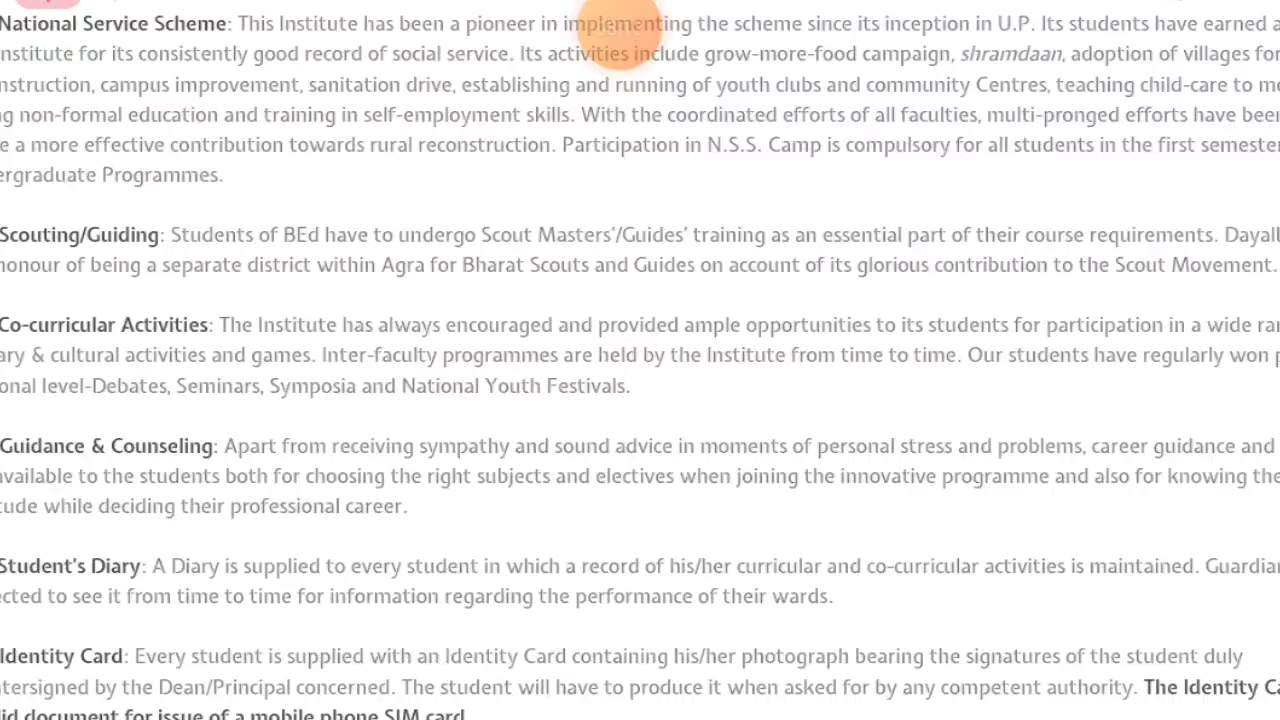 National Service Scheme: This Institute has been a pioneer in implementing the scheme since its inception in U.P. Its students have earned a
nstitute for its consistently good record of social service. Its activities include grow-more-food campaign, shramdaan, adoption of villages for
nstruction, campus improvement, sanitation drive, establishing and running of youth clubs and community Centres, teaching child-care to m
g non-formal education and training in self-employment skills. With the coordinated efforts of all faculties, multi-pronged efforts have been
e a more effective contribution towards rural reconstruction. Participation in N.S.S. Camp is compulsory for all students in the first semester
ergraduate Programmes.
Scouting/Guiding: Students of BEd have to undergo Scout Masters'/Guides' training as an essential part of their course requirements. Dayal
honour of being a separate district within Agra for Bharat Scouts and Guides on account of its glorious contribution to the Scout Movement.
Co-curricular Activities: The Institute has always encouraged and provided ample opportunities to its students for participation in a wide ra
ary & cultural activities and games. Inter-faculty programmes are held by the Institute from time to time. Our students have regularly won p
onal level-Debates, Seminars, Symposia and National Youth Festivals.
Guidance & Counseling: Apart from receiving sympathy and sound advice in moments of personal stress and problems, career guidance and
available to the students both for choosing the right subjects and electives when joining the innovative programme and also for knowing the
tude while deciding their professional career.
Student's Diary: A Diary is supplied to every student in which a record of his/her curricular and co-curricular activities is maintained. Guardian
ected to see it from time to time for information regarding the performance of their wards.
Identity Card: Every student is supplied with an Identity Card containing his/her photograph bearing the signatures of the student duly
ntersigned by the Dean/Principal concerned. The student will have to produce it when asked for by any competent authority. The Identity Ca
lid document for issue of a mobile phone SIM card.